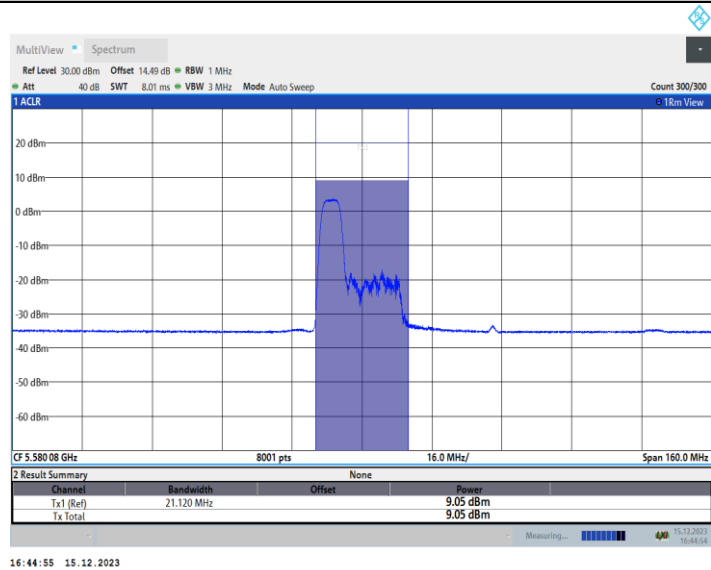 MultiView Spectrum
Ref Level 30.00 dBm Offset 14.49 dB RBW 1 MHz
Att 40 dB SWT 8.01 ms VBW 3 MHz Mode Auto Sweep Count 300/300
1 ACLR 1Rm View
20 dBm
10 dBm
0 dBm
-10 dBm
-20 dBm
-30 dBm
-40 dBm
-50 dBm
-60 dBm
CF 5.580 08 GHz 8001 pts 16.0 MHz/ Span 160.0 MHz
2 Result Summary None
Channel Bandwidth Offset Power
Tx1 (Ref) 21.120 MHz 9.05 dBm
Tx Total 9.05 dBm
Measuring... 15.12.2023
16:44:54
16:44:55 15.12.2023